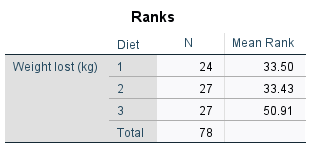 Ranks
Diet N Mean Rank
Weight lost (kg) 1 24 33.50
2 27 33.43
3 27 50.91
Total 78